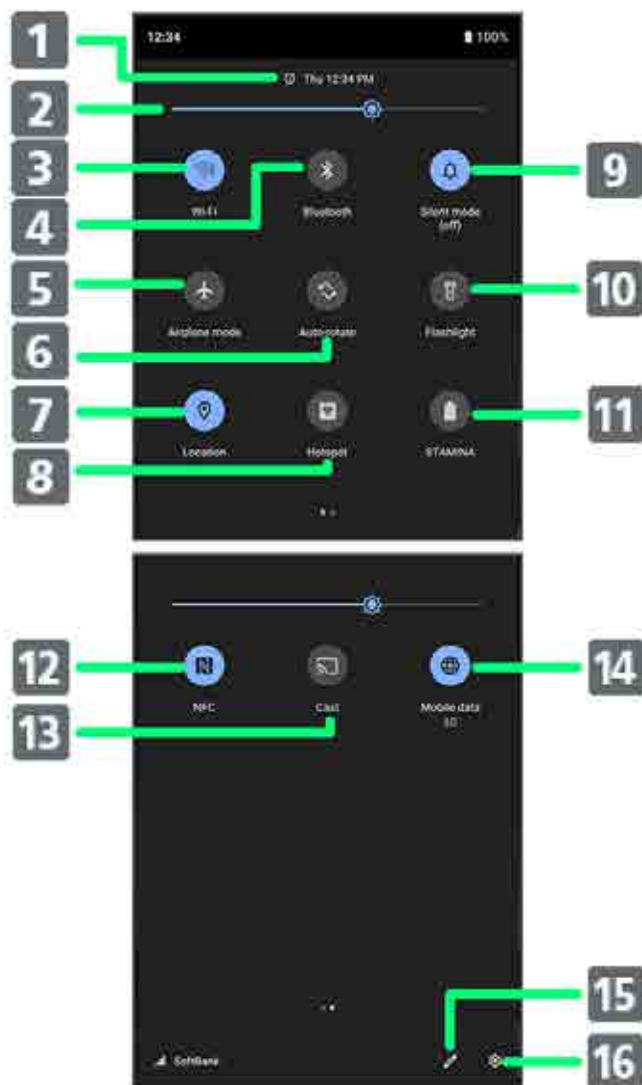 1
12:34 100%
Thu 12:34 PM
2
3
9
Wi-Fi Bluetooth Silent mode
(off)
4
5
10
Airplane mode Auto-rotate Flashlight
6
7
11
Location Hotspot STAMINA
8
12
14
NFC Cast Mobile data
13
15
SoftBank
16